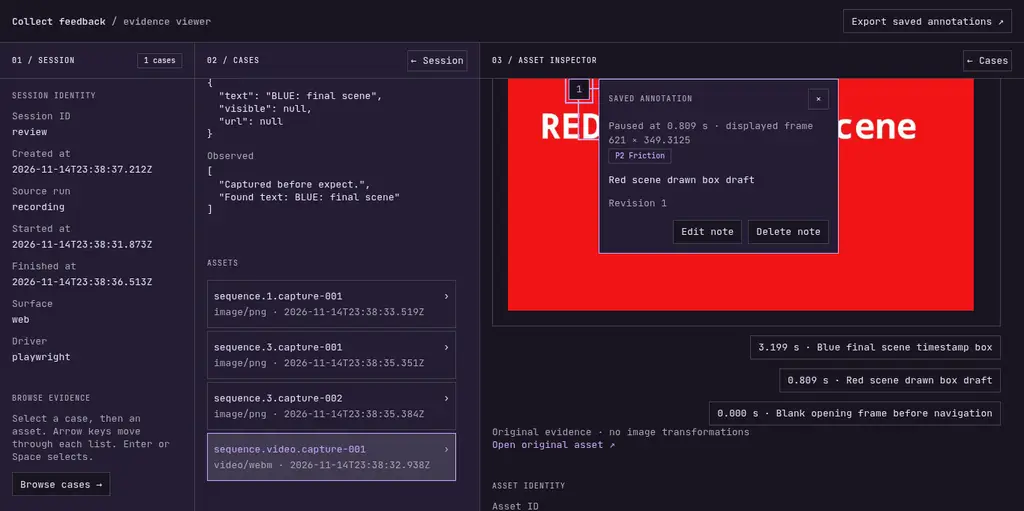 Collect feedback / evidence viewer
Export saved annotations ↗
01 / SESSION
1 cases
SESSION IDENTITY
Session ID
review
Created at
2026-11-14T23:38:37.212Z
Source run
recording
Started at
2026-11-14T23:38:31.873Z
Finished at
2026-11-14T23:38:36.513Z
Surface
web
Driver
playwright
BROWSE EVIDENCE
Select a case, then an
asset. Arrow keys move
through each list. Enter or
Space selects.
Browse cases →
02 / CASES
← Session
{
"text": "BLUE: final scene",
"visible": null,
"url": null
}
Observed
[
"Captured before expect.",
"Found text: BLUE: final scene"
]
ASSETS
sequence.1.capture-001 ›
image/png · 2026-11-14T23:38:33.519Z
sequence.3.capture-001 ›
image/png · 2026-11-14T23:38:35.351Z
sequence.3.capture-002 ›
image/png · 2026-11-14T23:38:35.384Z
sequence.video.capture-001 ›
video/webm · 2026-11-14T23:38:32.938Z
03 / ASSET INSPECTOR
← Cases
1
RED
cene
SAVED ANNOTATION
×
Paused at 0.809 s · displayed frame
621 × 349.3125
P2 Friction
Red scene drawn box draft
Revision 1
Edit note
Delete note
3.199 s · Blue final scene timestamp box
0.809 s · Red scene drawn box draft
0.000 s · Blank opening frame before navigation
Original evidence · no image transformations
Open original asset ↗
ASSET IDENTITY
Asset ID